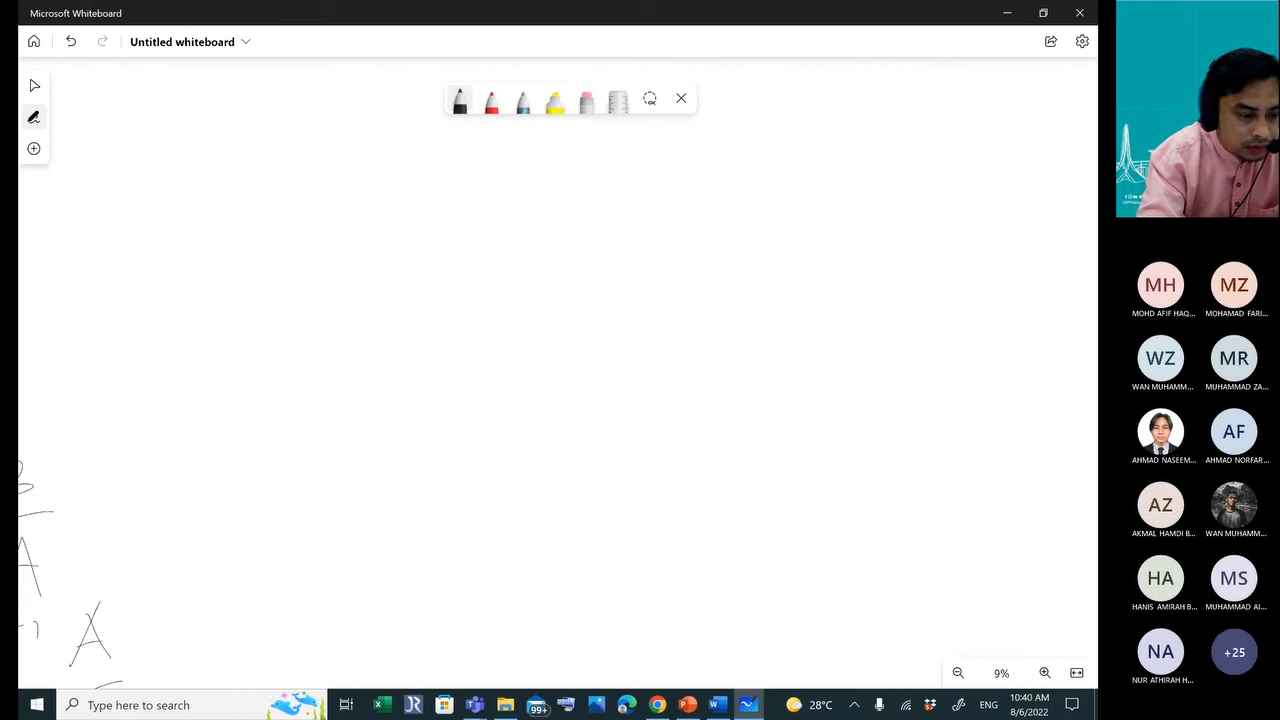 Microsoft Whiteboard
Untitled whiteboard
A
A
MH
MZ
MOHD AFIF HAQ...
MOHAMAD FARI...
WZ
MR
WAN MUHAMM...
MUHAMMAD ZA...
AF
AHMAD NASEEM...
AHMAD NORFAR...
AZ
AKMAL HAMDI B...
WAN MUHAMM...
HA
MS
HANIS AMIRAH B...
MUHAMMAD AI...
NA
+25
NUR ATHIRAH H...
9%
Type here to search
99+
28°C
ENG
10:40 AM
8/6/2022